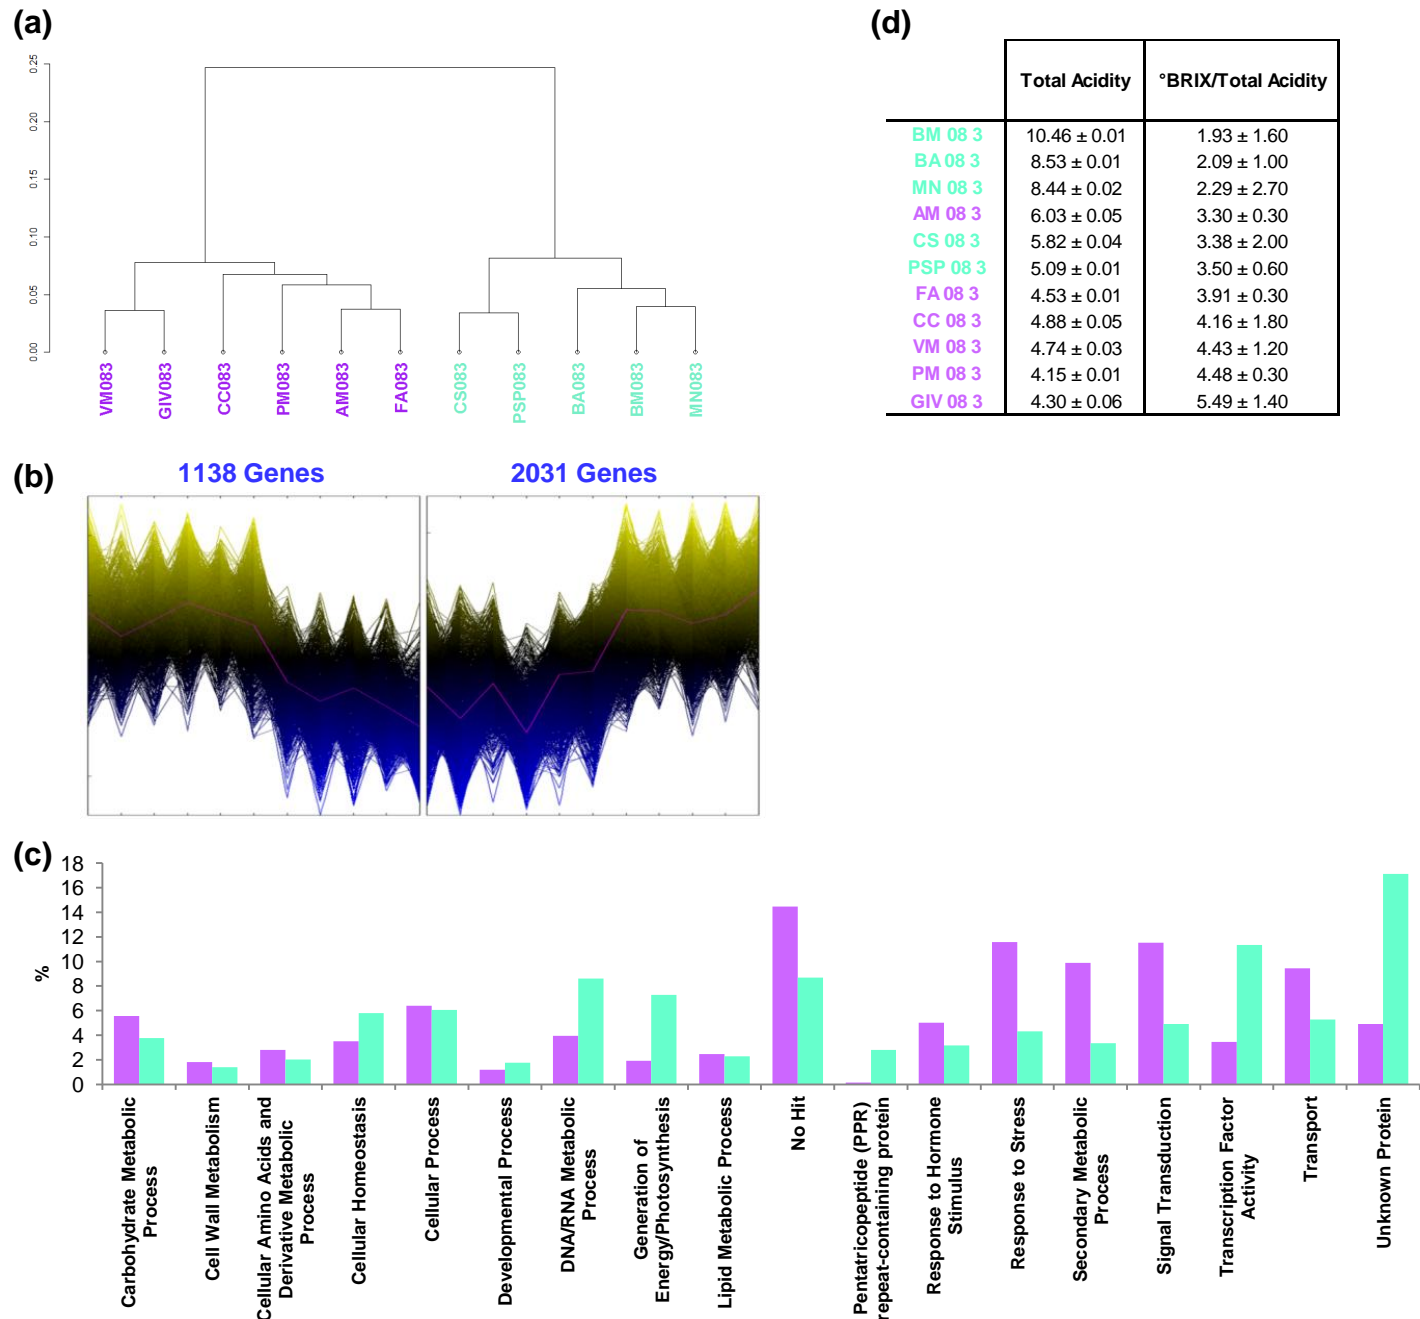 (a)
0.25
0.20
0.15
0.10
0.05
0.00
VM083
GIV083
CC083
PM083
AM083
FA083
CS083
PSP083
BA083
BM083
MN083
(d)
Total Acidity °BRIX/Total Acidity
BM 08 3 10.46 ± 0.01 1.93 ± 1.60
BA 08 3 8.53 ± 0.01 2.09 ± 1.00
MN 08 3 8.44 ± 0.02 2.29 ± 2.70
AM 08 3 6.03 ± 0.05 3.30 ± 0.30
CS 08 3 5.82 ± 0.04 3.38 ± 2.00
PSP 08 3 5.09 ± 0.01 3.50 ± 0.60
FA 08 3 4.53 ± 0.01 3.91 ± 0.30
CC 08 3 4.88 ± 0.05 4.16 ± 1.80
VM 08 3 4.74 ± 0.03 4.43 ± 1.20
PM 08 3 4.15 ± 0.01 4.48 ± 0.30
GIV 08 3 4.30 ± 0.06 5.49 ± 1.40
(b)
1138 Genes
2031 Genes
(c)
%
18
16
14
12
10
8
6
4
2
0
Carbohydrate Metabolic
Process
Cell Wall Metabolism
Cellular Amino Acids and
Derivative Metabolic
Process
Cellular Homeostasis
Cellular Process
Developmental Process
DNA/RNA Metabolic
Process
Generation of
Energy/Photosynthesis
Lipid Metabolic Process
No Hit
Pentatricopeptide (PPR)
repeat-containing protein
Response to Hormone
Stimulus
Response to Stress
Secondary Metabolic
Process
Signal Transduction
Transcription Factor
Activity
Transport
Unknown Protein